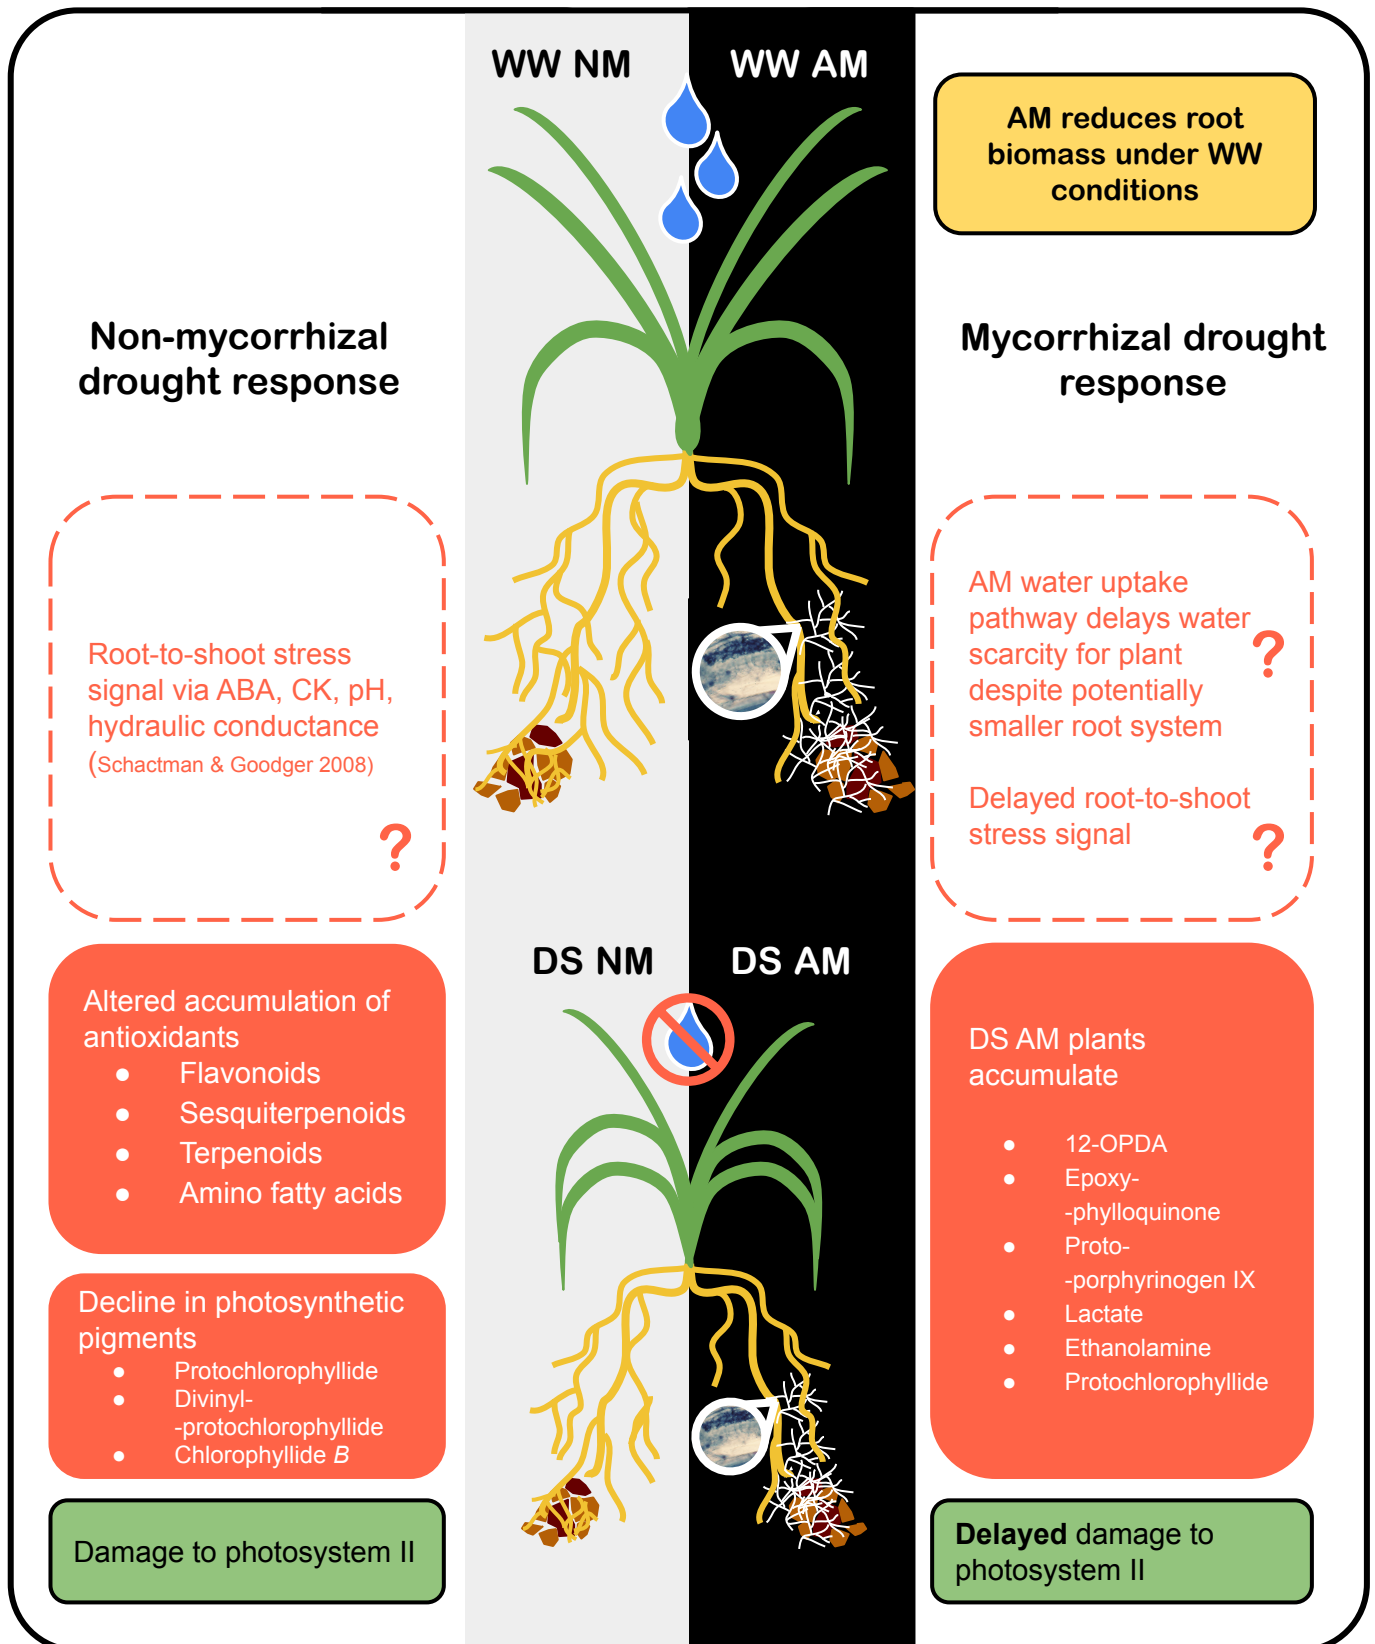 WW NM
WW AM
AM reduces root
biomass under WW
conditions
Non-mycorrhizal
drought response
Mycorrhizal drought
response
Root-to-shoot stress
signal via ABA, CK, pH,
hydraulic conductance
(Schactman & Goodger 2008)
?
AM water uptake
pathway delays water
scarcity for plant
despite potentially
smaller root system
?
Delayed root-to-shoot
stress signal
?
DS NM
DS AM
Altered accumulation of
antioxidants
● Flavonoids
● Sesquiterpenoids
● Terpenoids
● Amino fatty acids
Decline in photosynthetic
pigments
● Protochlorophyllide
● Divinyl-
-protochlorophyllide
● Chlorophyllide B
Damage to photosystem II
DS AM plants
accumulate
● 12-OPDA
● Epoxy-
-phylloquinone
● Proto-
-porphyrinogen IX
● Lactate
● Ethanolamine
● Protochlorophyllide
Delayed damage to
photosystem II